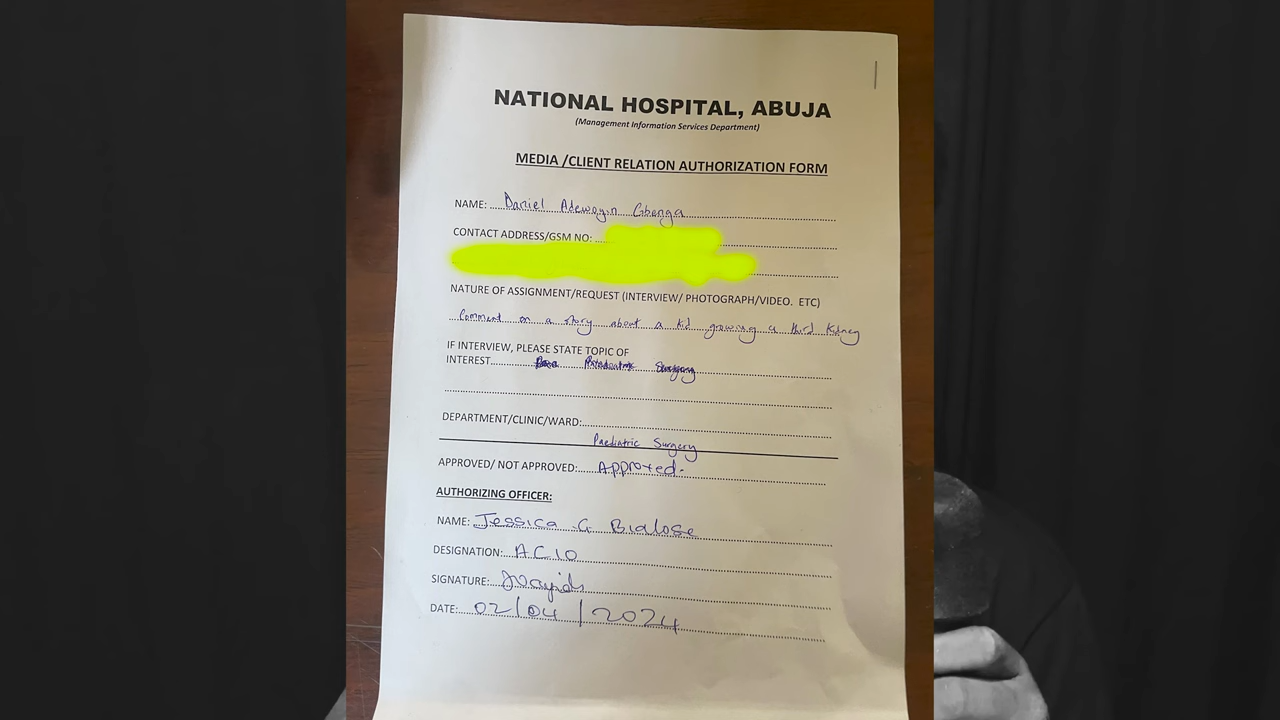 NATIONAL HOSPITAL, ABUJA
(Management Information Services Department)
MEDIA /CLIENT RELATION AUTHORIZATION FORM
NAME: Daniel Adewoyin Gbenga
CONTACT ADDRESS/GSM NO:
NATURE OF ASSIGNMENT/REQUEST (INTERVIEW/ PHOTOGRAPH/VIDEO. ETC)
Comment on a story about a kid growing a third kidney
IF INTERVIEW, PLEASE STATE TOPIC OF
INTEREST Surgery
DEPARTMENT/CLINIC/WARD:
Paediatric Surgery
APPROVED/ NOT APPROVED: Approved.
AUTHORIZING OFFICER:
NAME: Jessica G
DESIGNATION: ACIO
SIGNATURE:
DATE: 02/04/2024